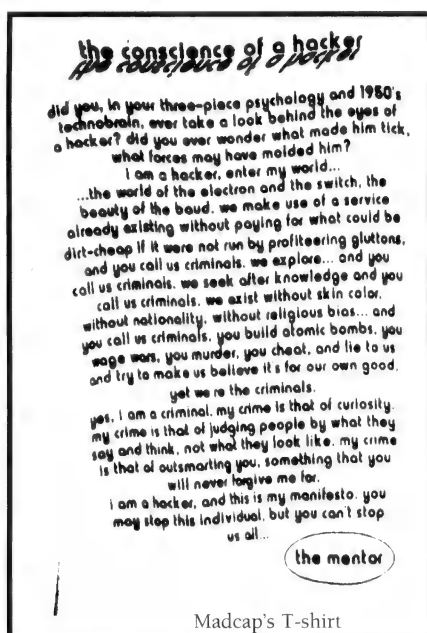 the conscience of a hacker
did you, in your three-piece psychology and 1950's
technobrain, ever take a look behind the eyes of
a hacker? did you ever wonder what made him tick,
what forces may have molded him?
i am a hacker, enter my world...
...the world of the electron and the switch, the
beauty of the baud. we make use of a service
already existing without paying for what could be
dirt-cheap if it were not run by profiteering gluttons,
and you call us criminals. we explore... and you
call us criminals. we seek after knowledge and you
call us criminals. we exist without skin color,
without nationality, without religious bias... and
you call us criminals. you build atomic bombs, you
wage wars, you murder, you cheat, and lie to us
and try to make us believe it's for our own good,
yet we re the criminals.
yes, i am a criminal. my crime is that of curiosity.
my crime is that of judging people by what they
say and think, not what they look like. my crime
is that of outsmarting you, something that you
will never forgive me for.
i am a hacker, and this is my manifesto. you
may stop this individual, but you can't stop
us all...
the mentor
Madcap's T-shirt